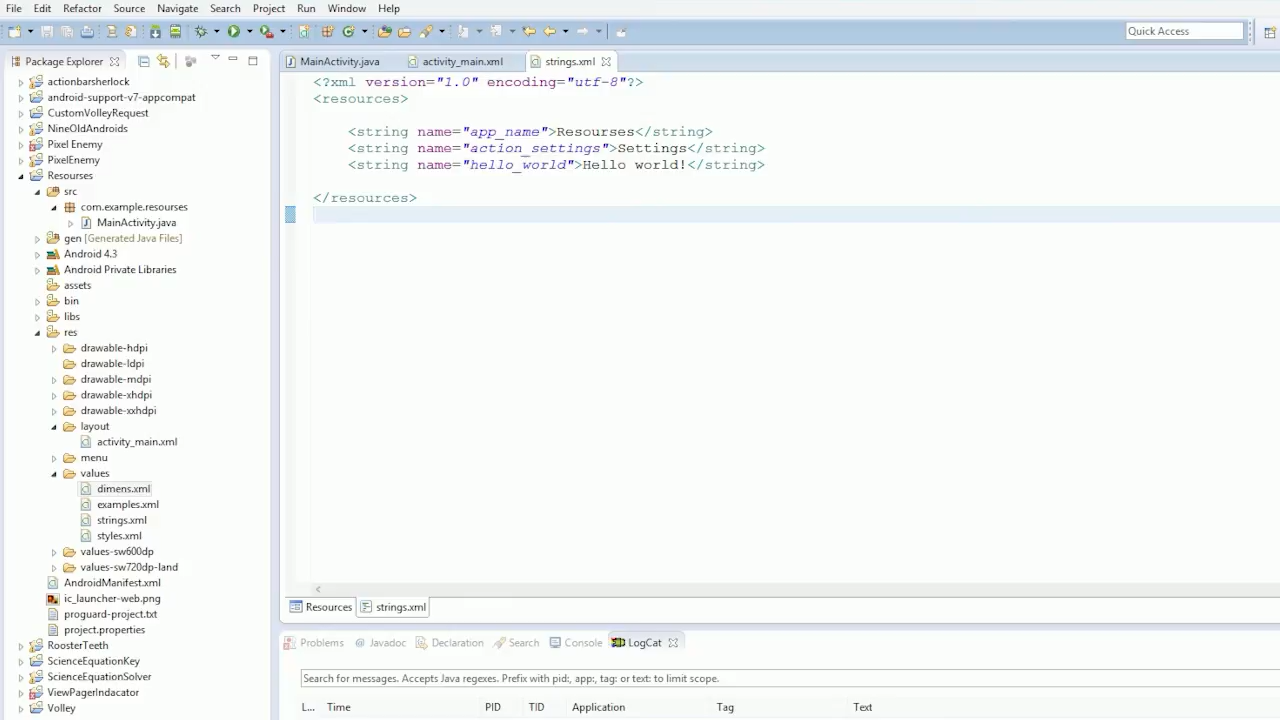 File Edit Refactor Source Navigate Search Project Run Window Help
Quick Access
Package Explorer
MainActivity.java activity_main.xml strings.xml
actionbarsherlock
android-support-v7-appcompat
CustomVolleyRequest
NineOldAndroids
Pixel Enemy
PixelEnemy
Resourses
src
com.example.resourses
MainActivity.java
gen [Generated Java Files]
Android 4.3
Android Private Libraries
assets
bin
libs
res
drawable-hdpi
drawable-ldpi
drawable-mdpi
drawable-xhdpi
drawable-xxhdpi
layout
activity_main.xml
menu
values
dimens.xml
examples.xml
strings.xml
styles.xml
values-sw600dp
values-sw720dp-land
AndroidManifest.xml
ic_launcher-web.png
proguard-project.txt
project.properties
RoosterTeeth
ScienceEquationKey
ScienceEquationSolver
ViewPagerIndacator
Volley
<?xml version="1.0" encoding="utf-8"?>
<resources>
<string name="app_name">Resourses</string>
<string name="action_settings">Settings</string>
<string name="hello_world">Hello world!</string>
</resources>
Resources strings.xml
Problems @ Javadoc Declaration Search Console LogCat
Search for messages. Accepts Java regexes. Prefix with pid:, app:, tag: or text: to limit scope.
L... Time PID TID Application Tag Text